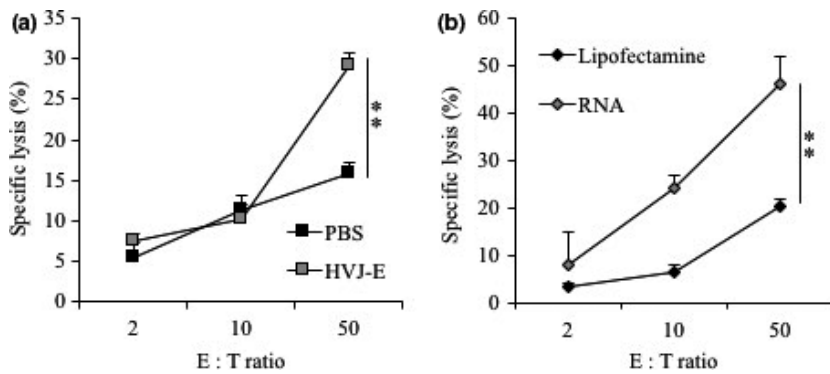 (a)
Specific lysis (%)
35
30
25
20
15
10
5
0
**
PBS
HVJ-E
2 10 50
E : T ratio
(b)
Specific lysis (%)
60
50
40
30
20
10
0
Lipofectamine
RNA
**
2 10 50
E : T ratio